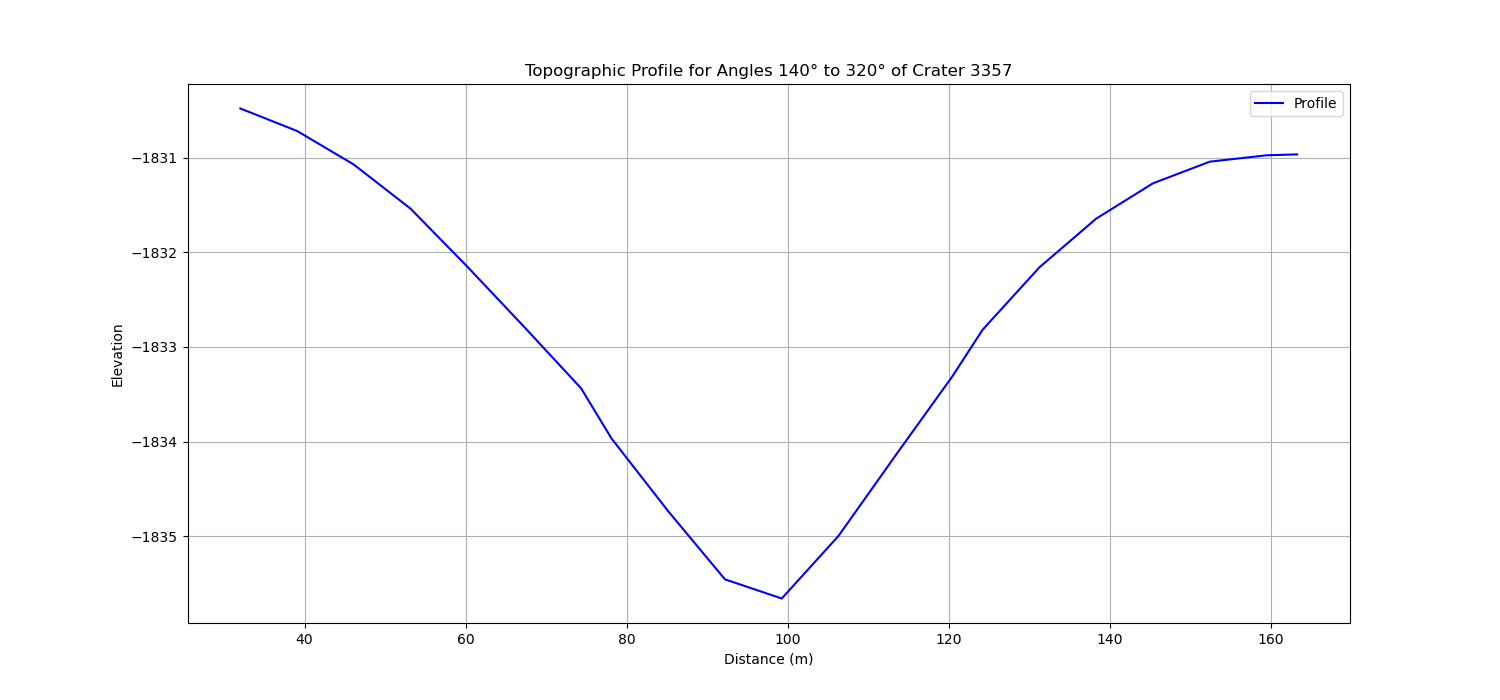 Topographic Profile for Angles 140° to 320° of Crater 3357
Profile
−1831
−1832
−1833
−1834
−1835
Elevation
40 60 80 100 120 140 160
Distance (m)